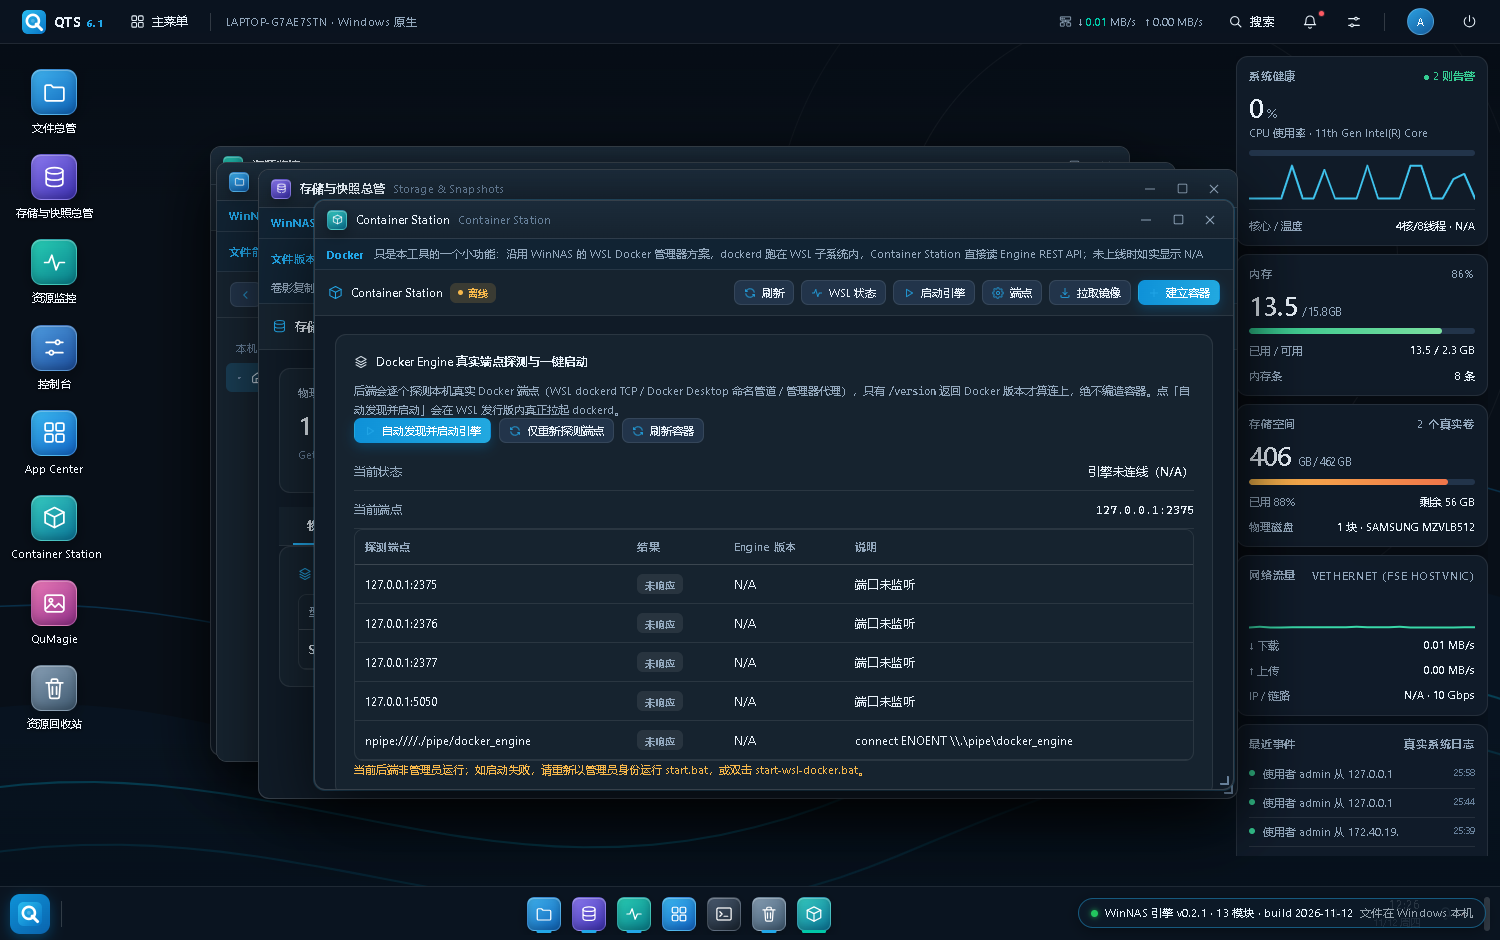 QTS 6.1
主菜单
LAPTOP-G7AE7STN · Windows 原生
↓0.01 MB/s ↑0.00 MB/s
搜索
A
文件总管
存储与快照总管
资源监控
控制台
App Center
Container Station
QuMagie
资源回收站
WinN
文件
本机
存储与快照总管 Storage & Snapshots
WinNAS
文件版本
卷影复制
存储
物理
1
Container Station Container Station
Docker 只是本工具的一个小功能：沿用 WinNAS 的 WSL Docker 管理器方案，dockerd 跑在 WSL 子系统内，Container Station 直接读 Engine REST API；未上线时如实显示 N/A
Container Station 离线
刷新
WSL 状态
启动引擎
端点
拉取镜像
建立容器
Docker Engine 真实端点探测与一键启动
后端会逐个探测本机真实 Docker 端点（WSL dockerd TCP / Docker Desktop 命名管道 / 管理器代理），只有 /version 返回 Docker 版本才算连上，绝不编造容器。点「自
动发现并启动」会在 WSL 发行版内真正拉起 dockerd。
自动发现并启动引擎
仅重新探测端点
刷新容器
当前状态 引擎未连线（N/A）
当前端点 127.0.0.1:2375
探测端点 结果 Engine 版本 说明
127.0.0.1:2375 未响应 N/A 端口未监听
127.0.0.1:2376 未响应 N/A 端口未监听
127.0.0.1:2377 未响应 N/A 端口未监听
127.0.0.1:5050 未响应 N/A 端口未监听
npipe:////./pipe/docker_engine 未响应 N/A connect ENOENT \\.\pipe\docker_engine
当前后端非管理员运行；如启动失败，请重新以管理员身份运行 start.bat，或双击 start-wsl-docker.bat。
系统健康 2 则告警
0%
CPU 使用率 · 11th Gen Intel(R) Core
核心 / 温度 4核/8线程 · N/A
内存 86%
13.5 / 15.8GB
已用 / 可用 13.5 / 2.3 GB
内存条 8 条
存储空间 2 个真实卷
406 GB / 462 GB
已用 88% 剩余 56 GB
物理磁盘 1 块 · SAMSUNG MZVLB512
网络流量 VETHERNET (FSE HOSTVNIC)
↓ 下载 0.01 MB/s
↑ 上传 0.00 MB/s
IP / 链路 N/A · 10 Gbps
最近事件 真实系统日志
使用者 admin 从 127.0.0.1 25:58
使用者 admin 从 127.0.0.1 25:44
使用者 admin 从 172.40.19. 25:39
WinNAS 引擎 v0.2.1 · 13 模块 · build 2026-11-12 文件在 Windows 本机